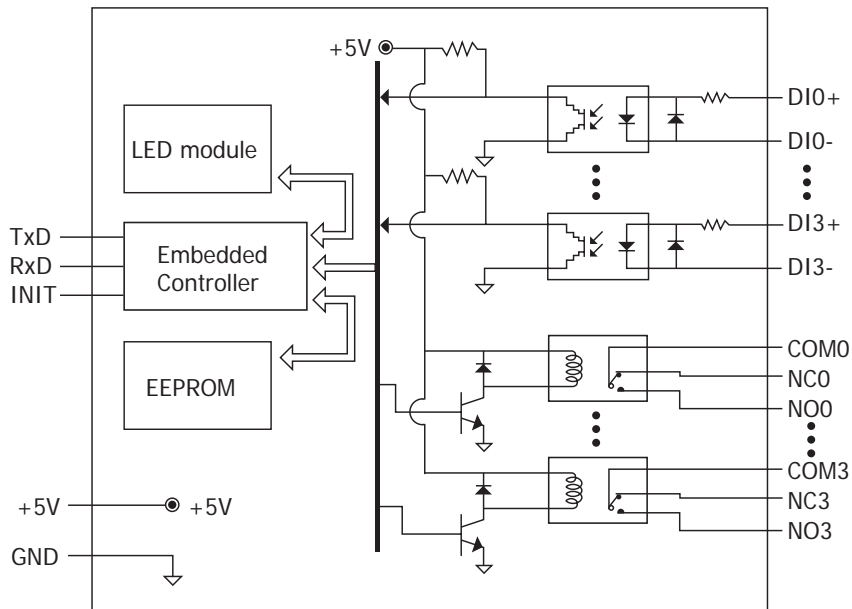 +5V
LED module
TxD
RxD
INIT
Embedded
Controller
EEPROM
+5V
+5V
GND
DI0+
DI0-
DI3+
DI3-
COM0
NC0
NO0
COM3
NC3
NO3